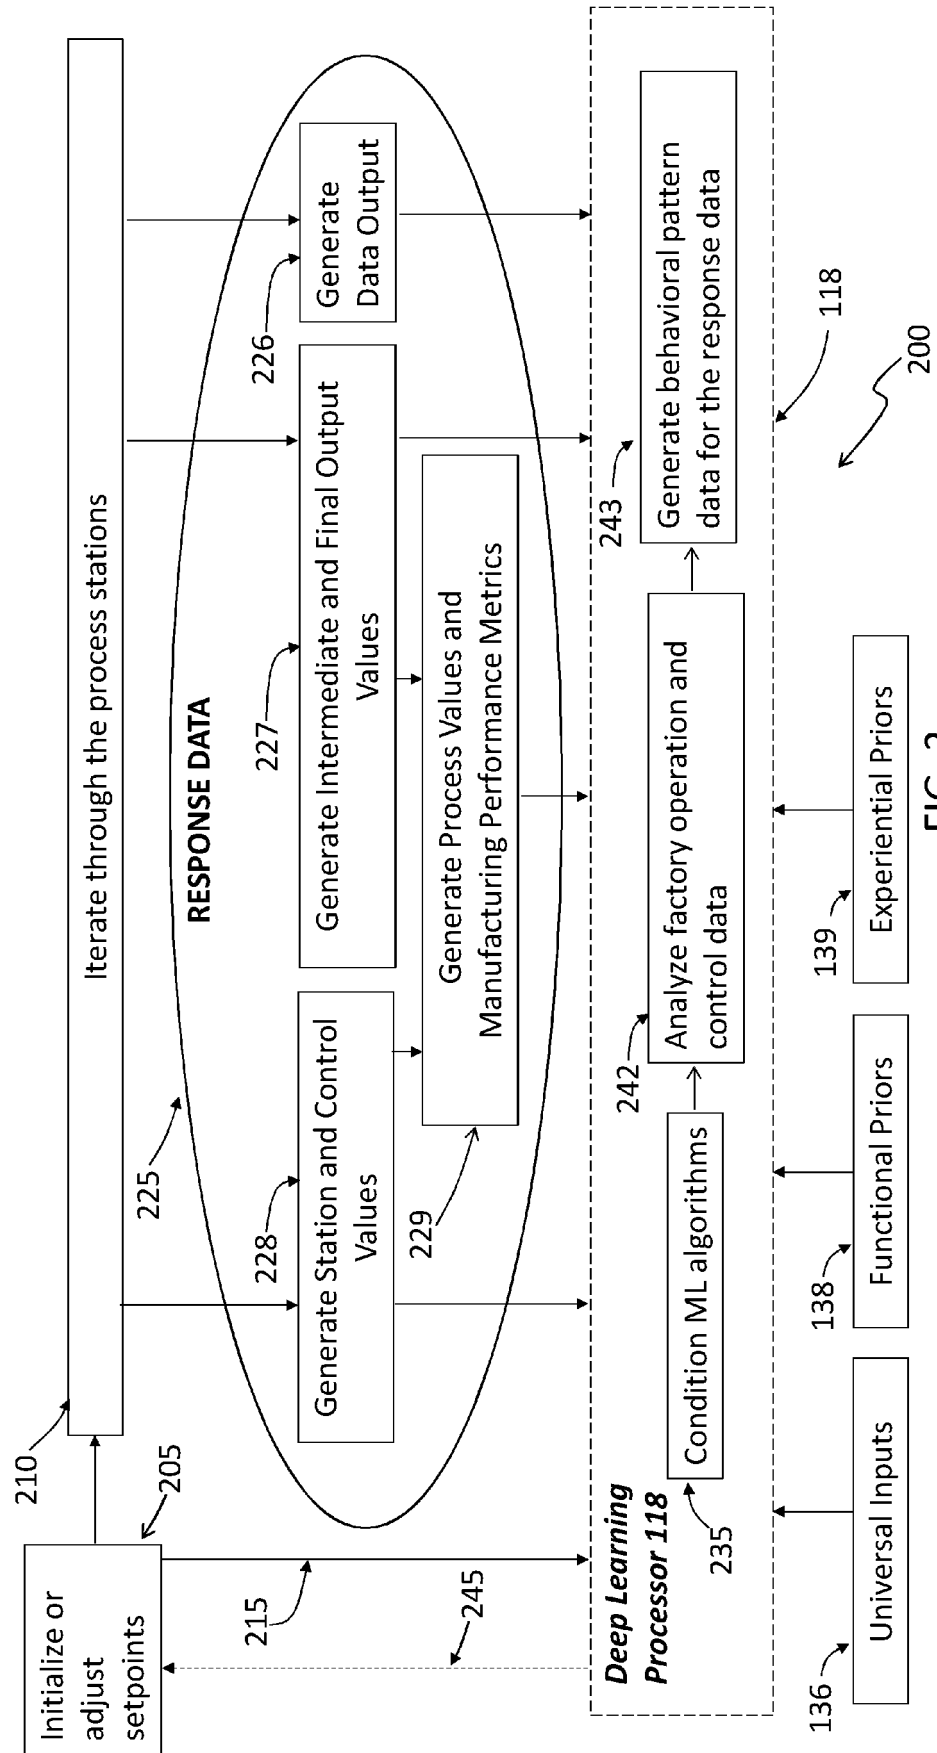 Initialize or
adjust
setpoints
205
210
Iterate through the process stations
215
245
225
RESPONSE DATA
228
Generate Station and Control
Values
227
Generate Intermediate and Final Output
Values
226
Generate
Data Output
229
Generate Process Values and
Manufacturing Performance Metrics
Deep Learning
Processor 118
235
Condition ML algorithms
242
Analyze factory operation and
control data
243
Generate behavioral pattern
data for the response data
118
200
136
Universal Inputs
138
Functional Priors
139
Experiential Priors